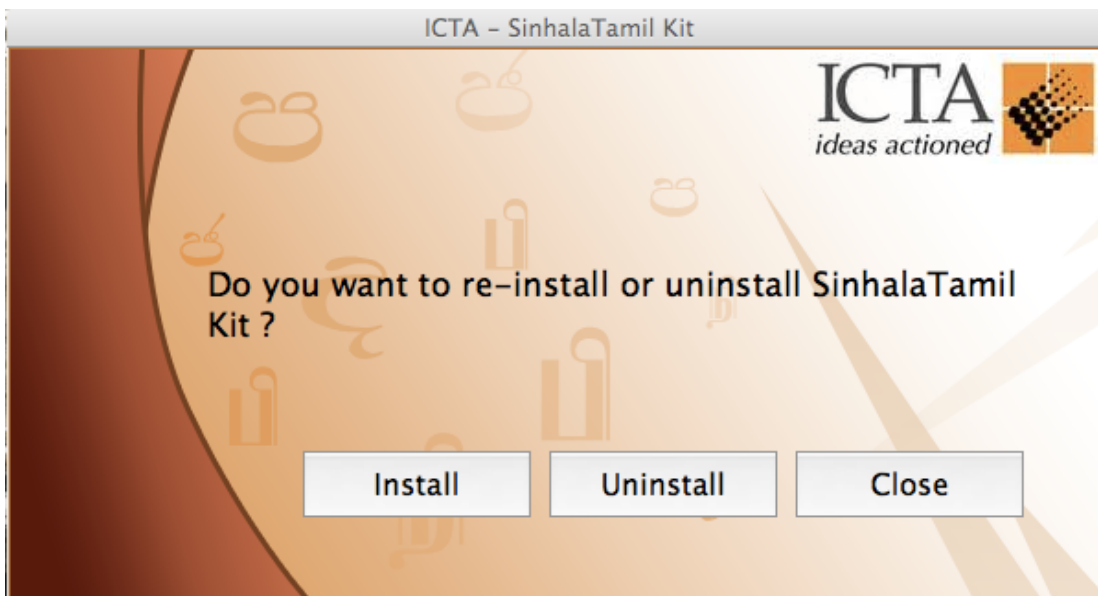 ICTA – SinhalaTamil Kit
ICTA
ideas actioned
Do you want to re-install or uninstall SinhalaTamil
Kit ?
Install
Uninstall
Close